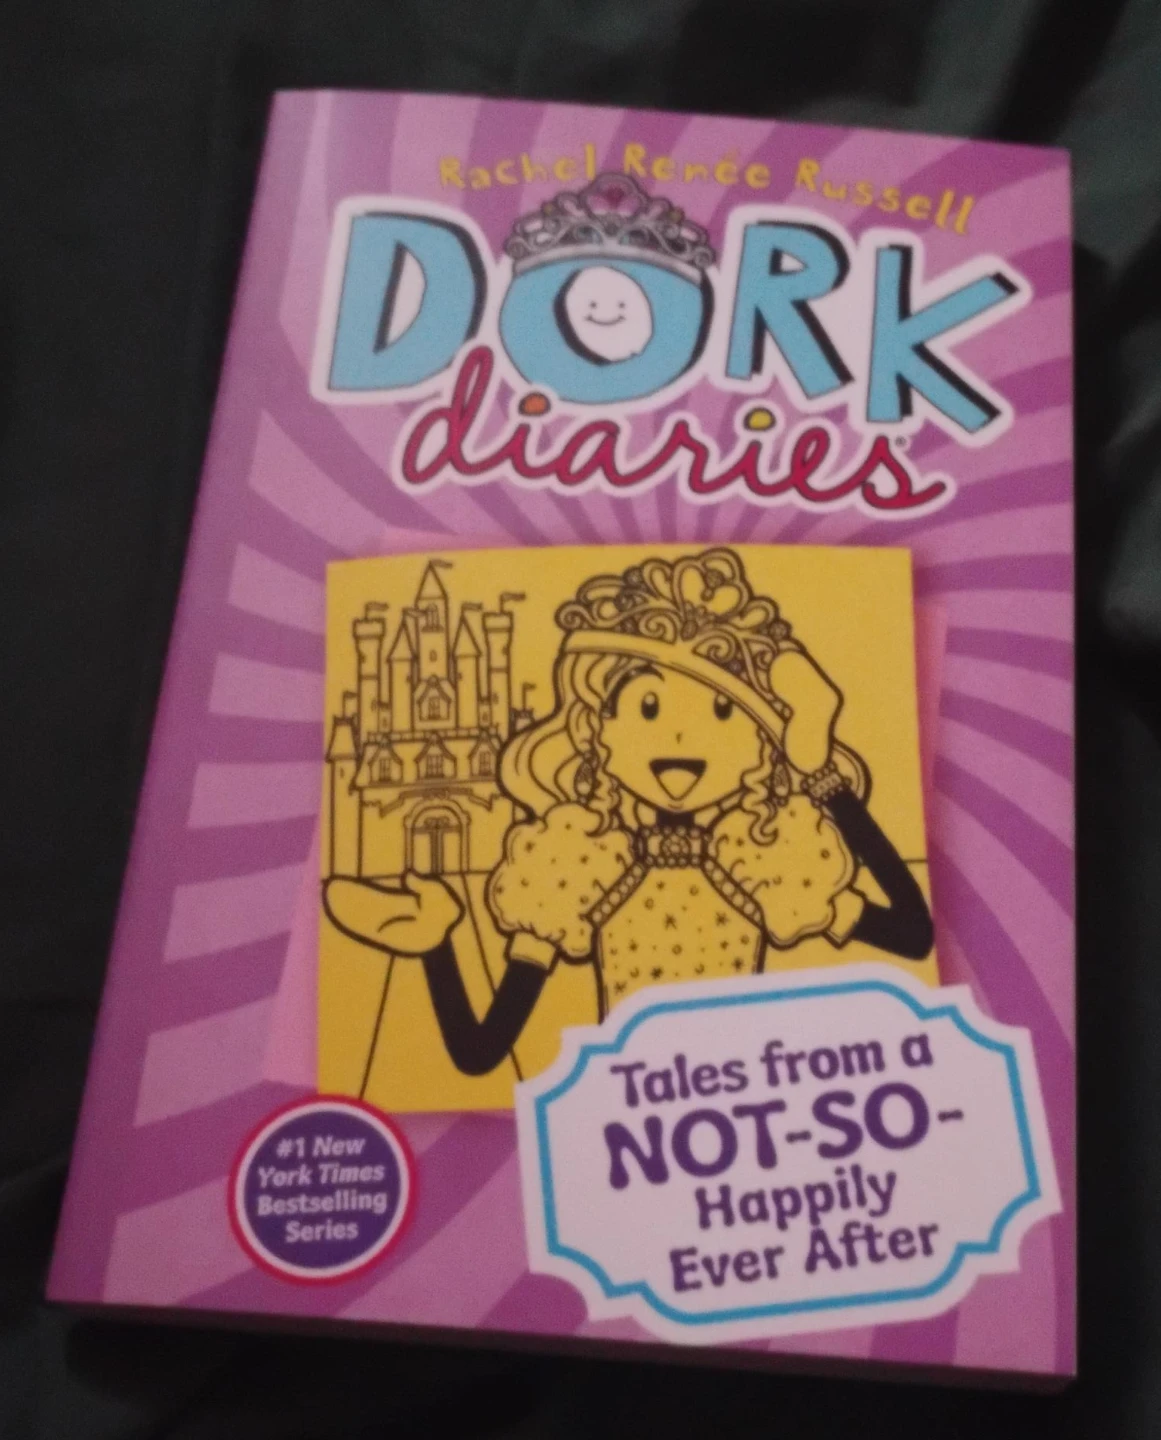 Rachel Renée Russell
DORK
diaries
Tales from a
NOT-SO-
Happily
Ever After
#1 New
York Times
Bestselling
Series